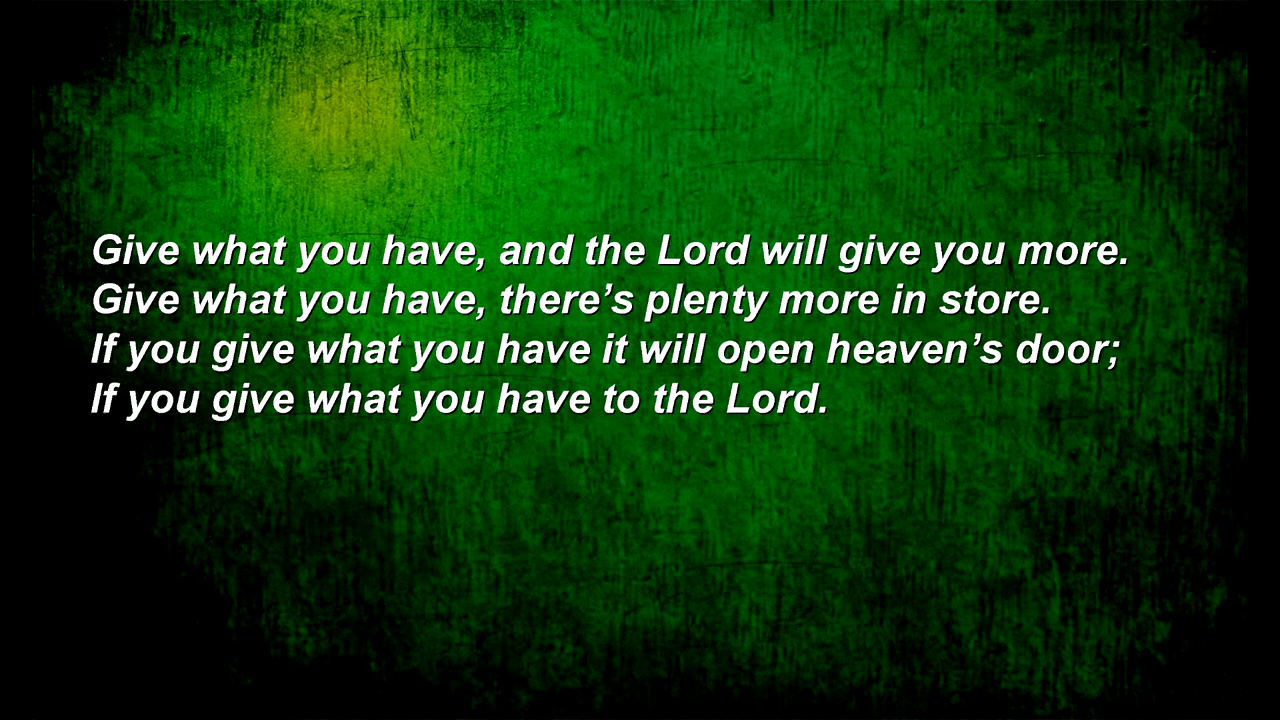 Give what you have, and the Lord will give you more.
Give what you have, there’s plenty more in store.
If you give what you have it will open heaven’s door;
If you give what you have to the Lord.